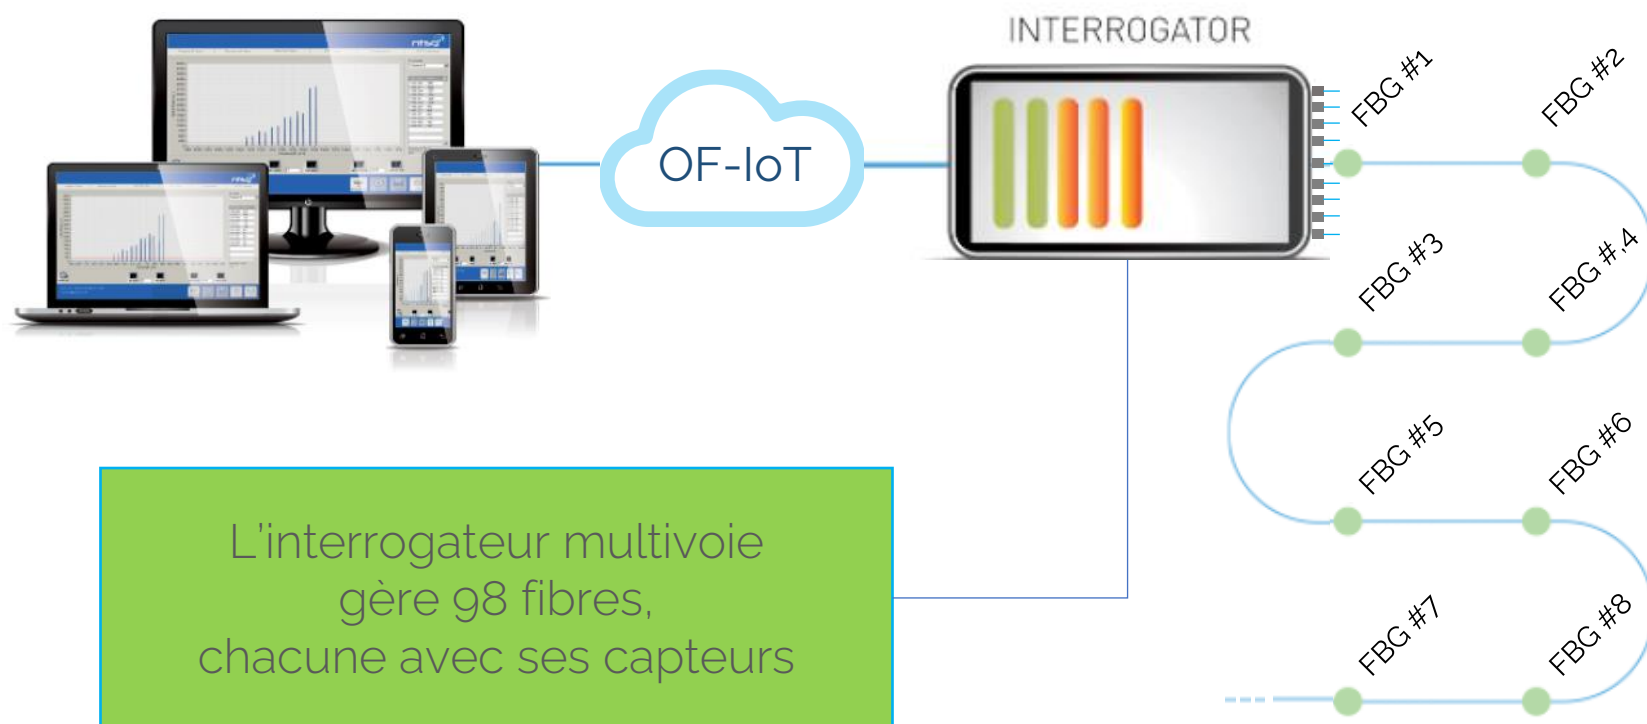 INTERROGATOR
OF-IoT
FBG #1
FBG #2
FBG #3
FBG #.4
FBG #5
FBG #6
FBG #7
FBG #8
L'interrogateur multivoie
gère 98 fibres,
chacune avec ses capteurs